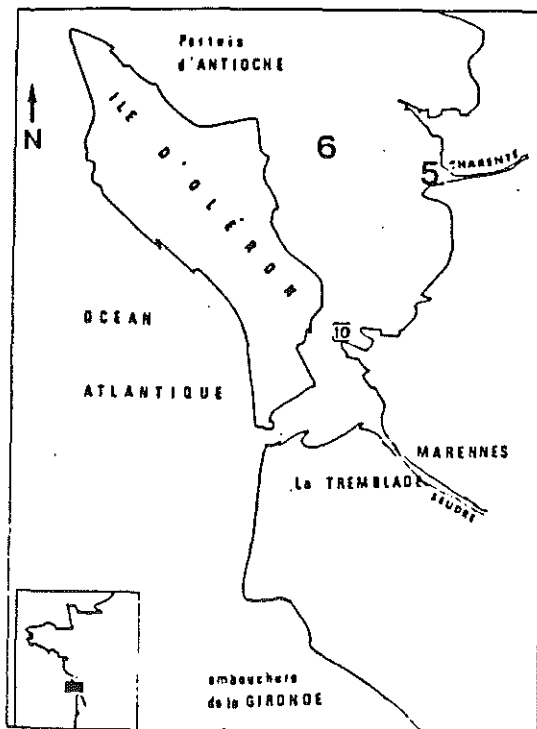 Pertuis
d'ANTIOCHE
N
ILE D'OLÉRON
6
5
CHARENTE
OCEAN
ATLANTIQUE
10
MARENNES
La TREMBLADE
SEUDRE
embouchure
de la GIRONDE